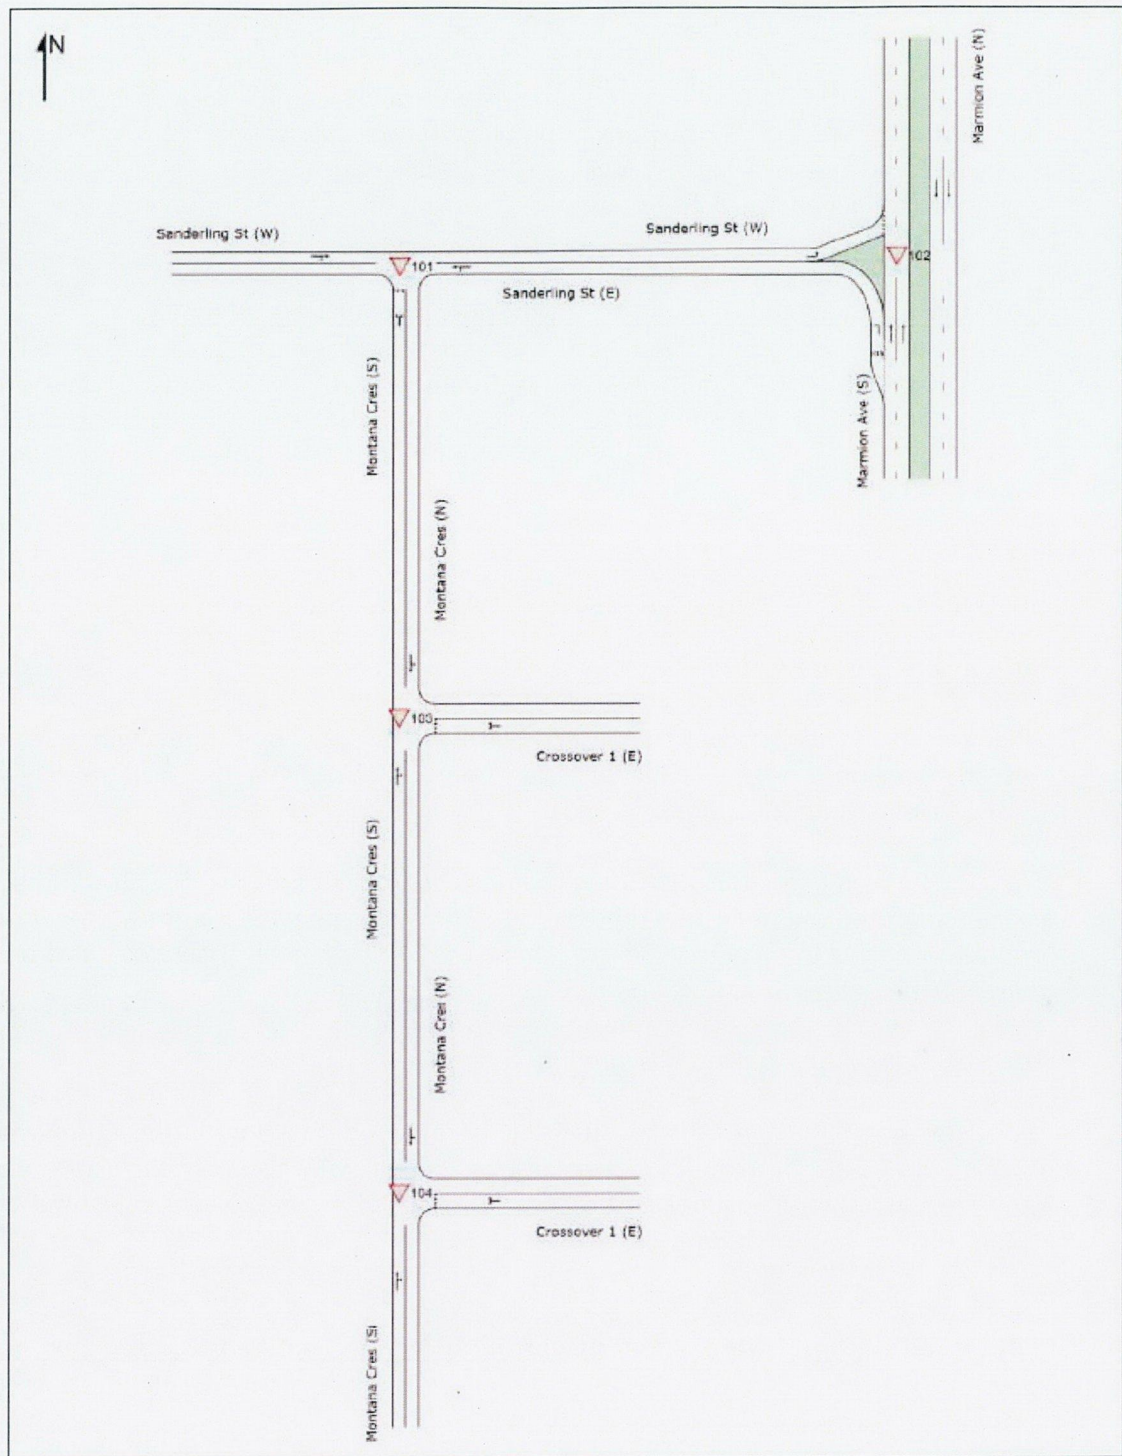 N
Marmion Ave (N)
Sanderling St (W)
Sanderling St (W)
101
102
Sanderling St (E)
Montana Cres (S)
Marmion Ave (S)
Montana Cres (N)
103
Crossover 1 (E)
Montana Cres (S)
Montana Cres (N)
104
Crossover 1 (E)
Montana Cres (S)